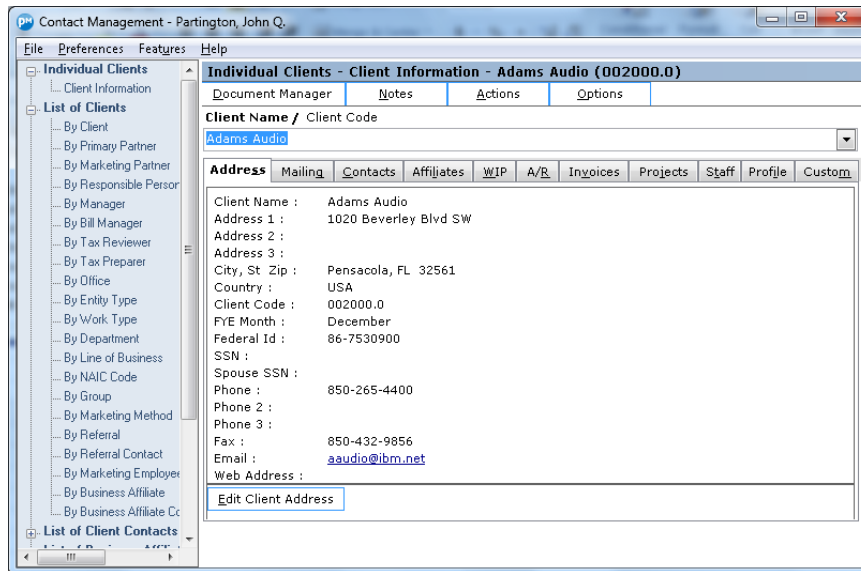 Contact Management - Partington, John Q.
File Preferences Features Help
Individual Clients
Client Information
List of Clients
By Client
By Primary Partner
By Marketing Partner
By Responsible Person
By Manager
By Bill Manager
By Tax Reviewer
By Tax Preparer
By Office
By Entity Type
By Work Type
By Department
By Line of Business
By NAIC Code
By Group
By Marketing Method
By Referral
By Referral Contact
By Marketing Employee
By Business Affiliate
By Business Affiliate Co
List of Client Contacts
Individual Clients - Client Information - Adams Audio (002000.0)
Document Manager Notes Actions Options
Client Name / Client Code
Adams Audio
Address Mailing Contacts Affiliates WIP A/R Invoices Projects Staff Profile Custom
Client Name : Adams Audio
Address 1 : 1020 Beverley Blvd SW
Address 2 :
Address 3 :
City, St Zip : Pensacola, FL 32561
Country : USA
Client Code : 002000.0
FYE Month : December
Federal Id : 86-7530900
SSN :
Spouse SSN :
Phone : 850-265-4400
Phone 2 :
Phone 3 :
Fax : 850-432-9856
Email : aaudio@ibm.net
Web Address :
Edit Client Address